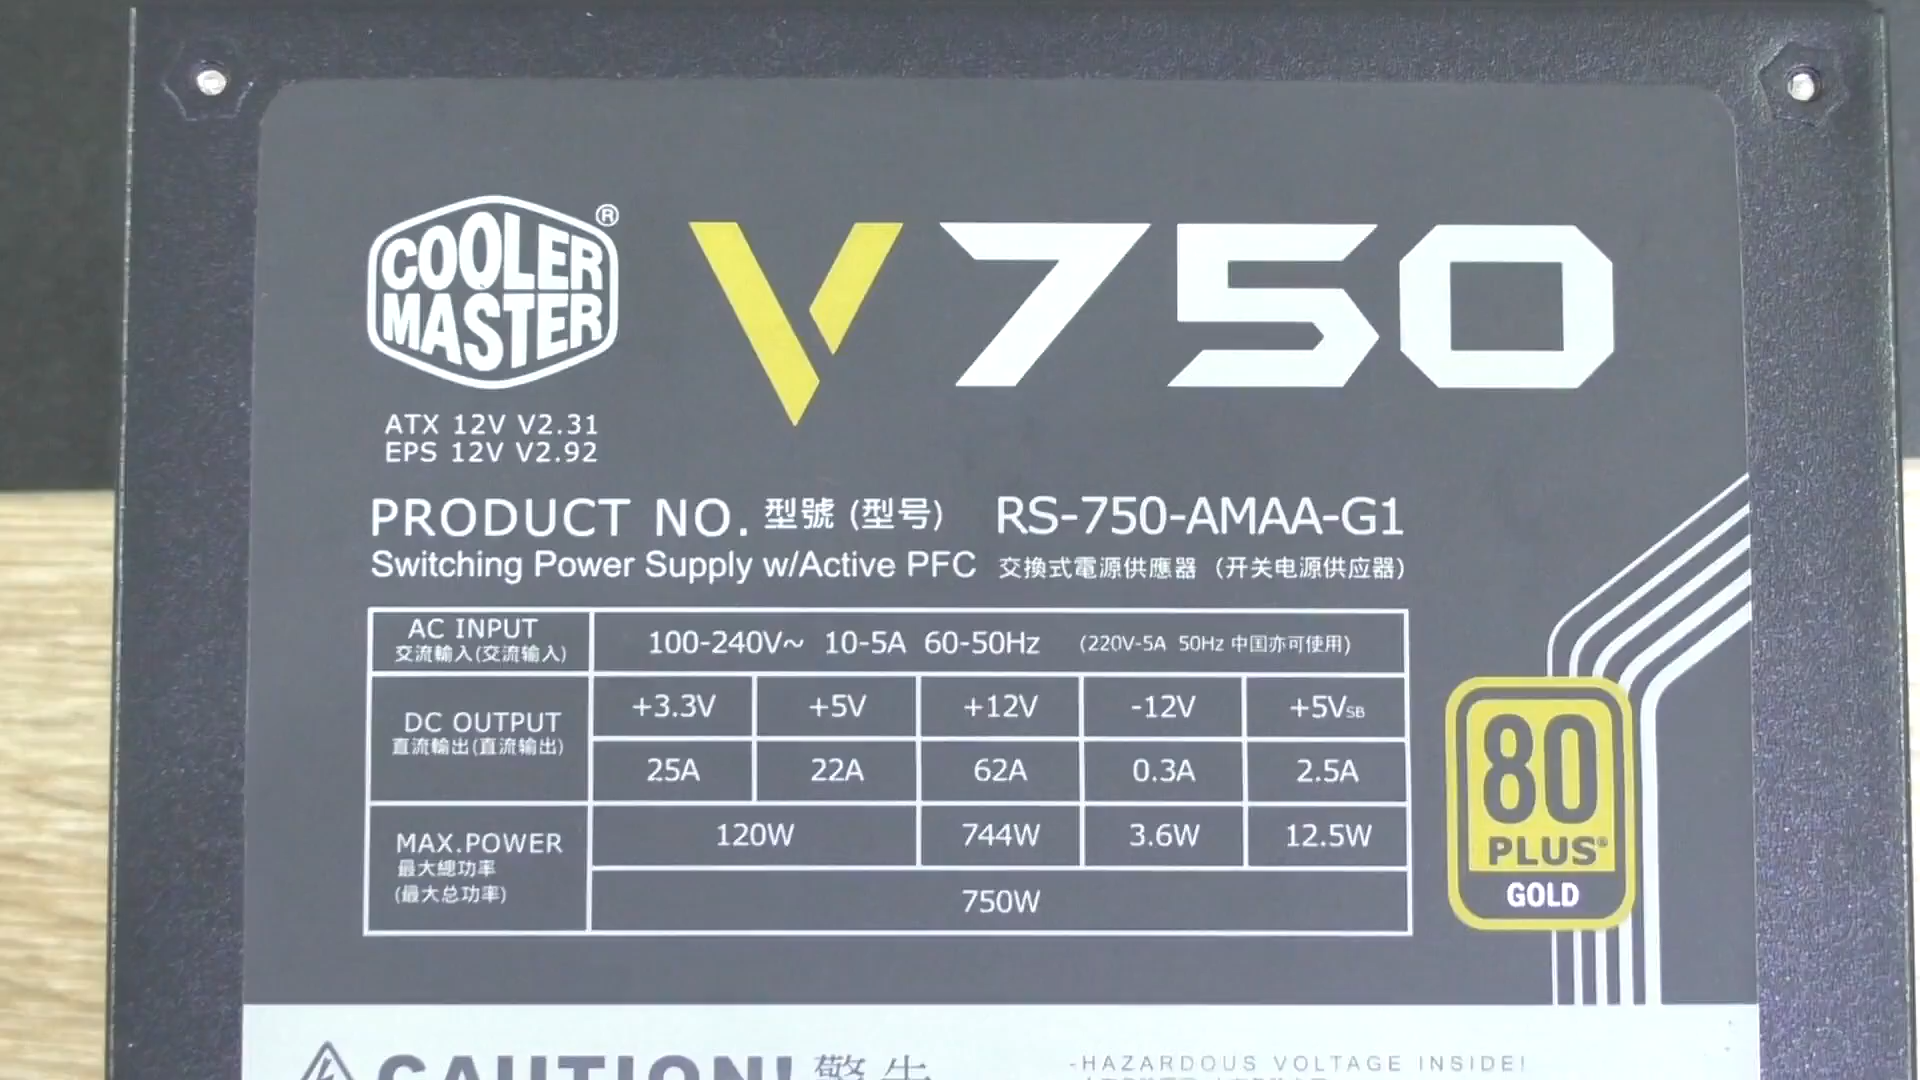 COOLER MASTER®
V750
ATX 12V V2.31
EPS 12V V2.92
PRODUCT NO. 型號 (型号) RS-750-AMAA-G1
Switching Power Supply w/Active PFC 交換式電源供應器 (开关电源供应器)
AC INPUT 100-240V~ 10-5A 60-50Hz (220V-5A 50Hz 中国亦可使用)
交流輸入(交流输入)
+3.3V +5V +12V -12V +5VSB
DC OUTPUT
直流輸出(直流输出)
25A 22A 62A 0.3A 2.5A
120W 744W 3.6W 12.5W
MAX.POWER
最大總功率
(最大总功率)
750W
80
PLUS®
GOLD
CAUTION!
-HAZARDOUS VOLTAGE INSIDE!